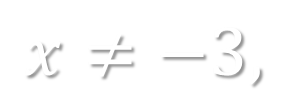 x ≠ −3,